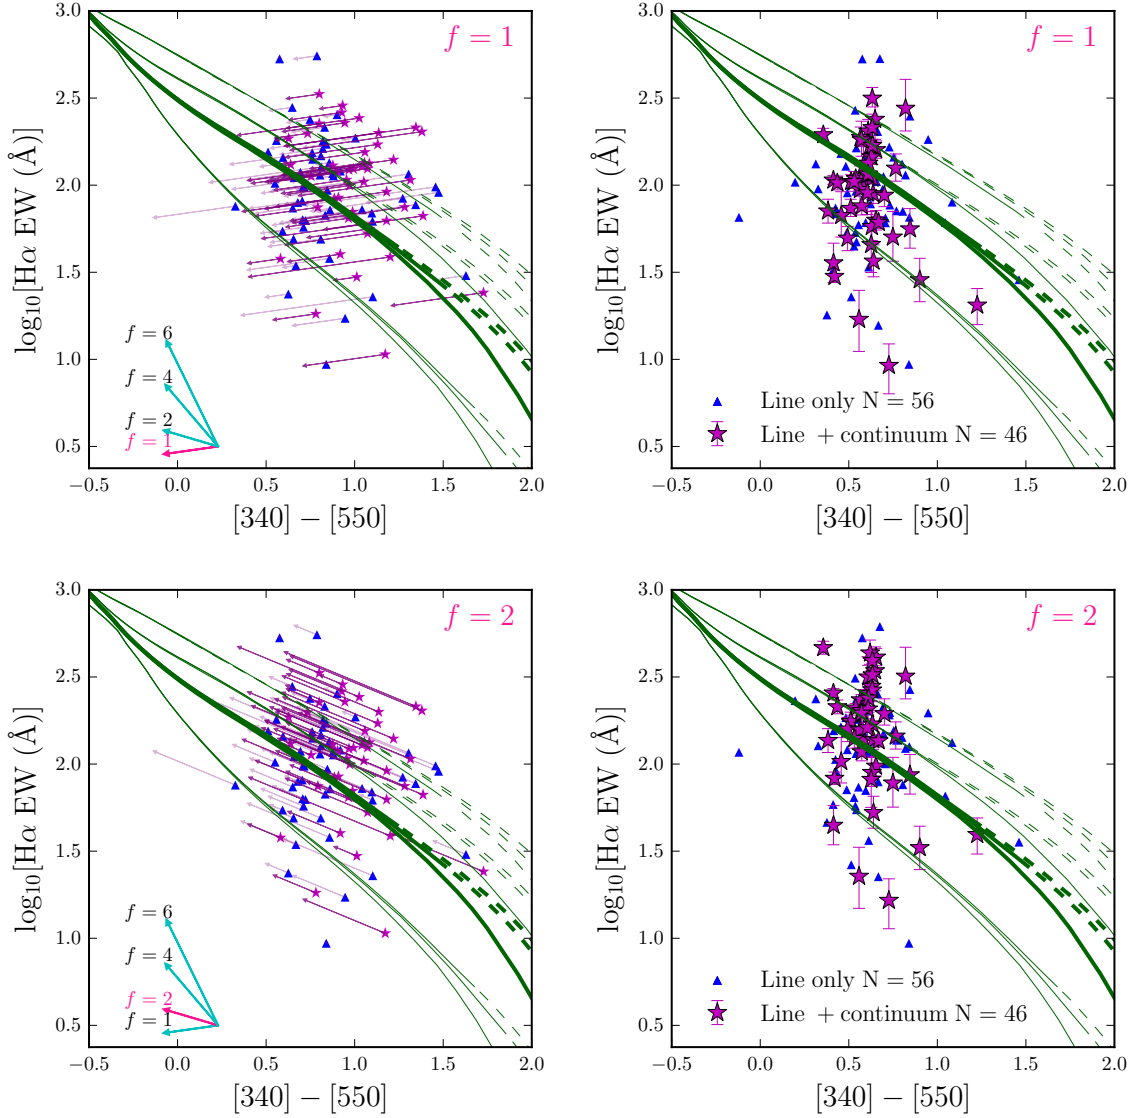 f = 1
log₁₀[Hα EW (Å)]
3.0
2.5
2.0
1.5
1.0
0.5
f = 6
f = 4
f = 2
f = 1
−0.5 0.0 0.5 1.0 1.5 2.0
[340] − [550]
f = 1
log₁₀[Hα EW (Å)]
3.0
2.5
2.0
1.5
1.0
0.5
Line only N = 56
Line + continuum N = 46
−0.5 0.0 0.5 1.0 1.5 2.0
[340] − [550]
f = 2
log₁₀[Hα EW (Å)]
3.0
2.5
2.0
1.5
1.0
0.5
f = 6
f = 4
f = 2
f = 1
−0.5 0.0 0.5 1.0 1.5 2.0
[340] − [550]
f = 2
log₁₀[Hα EW (Å)]
3.0
2.5
2.0
1.5
1.0
0.5
Line only N = 56
Line + continuum N = 46
−0.5 0.0 0.5 1.0 1.5 2.0
[340] − [550]